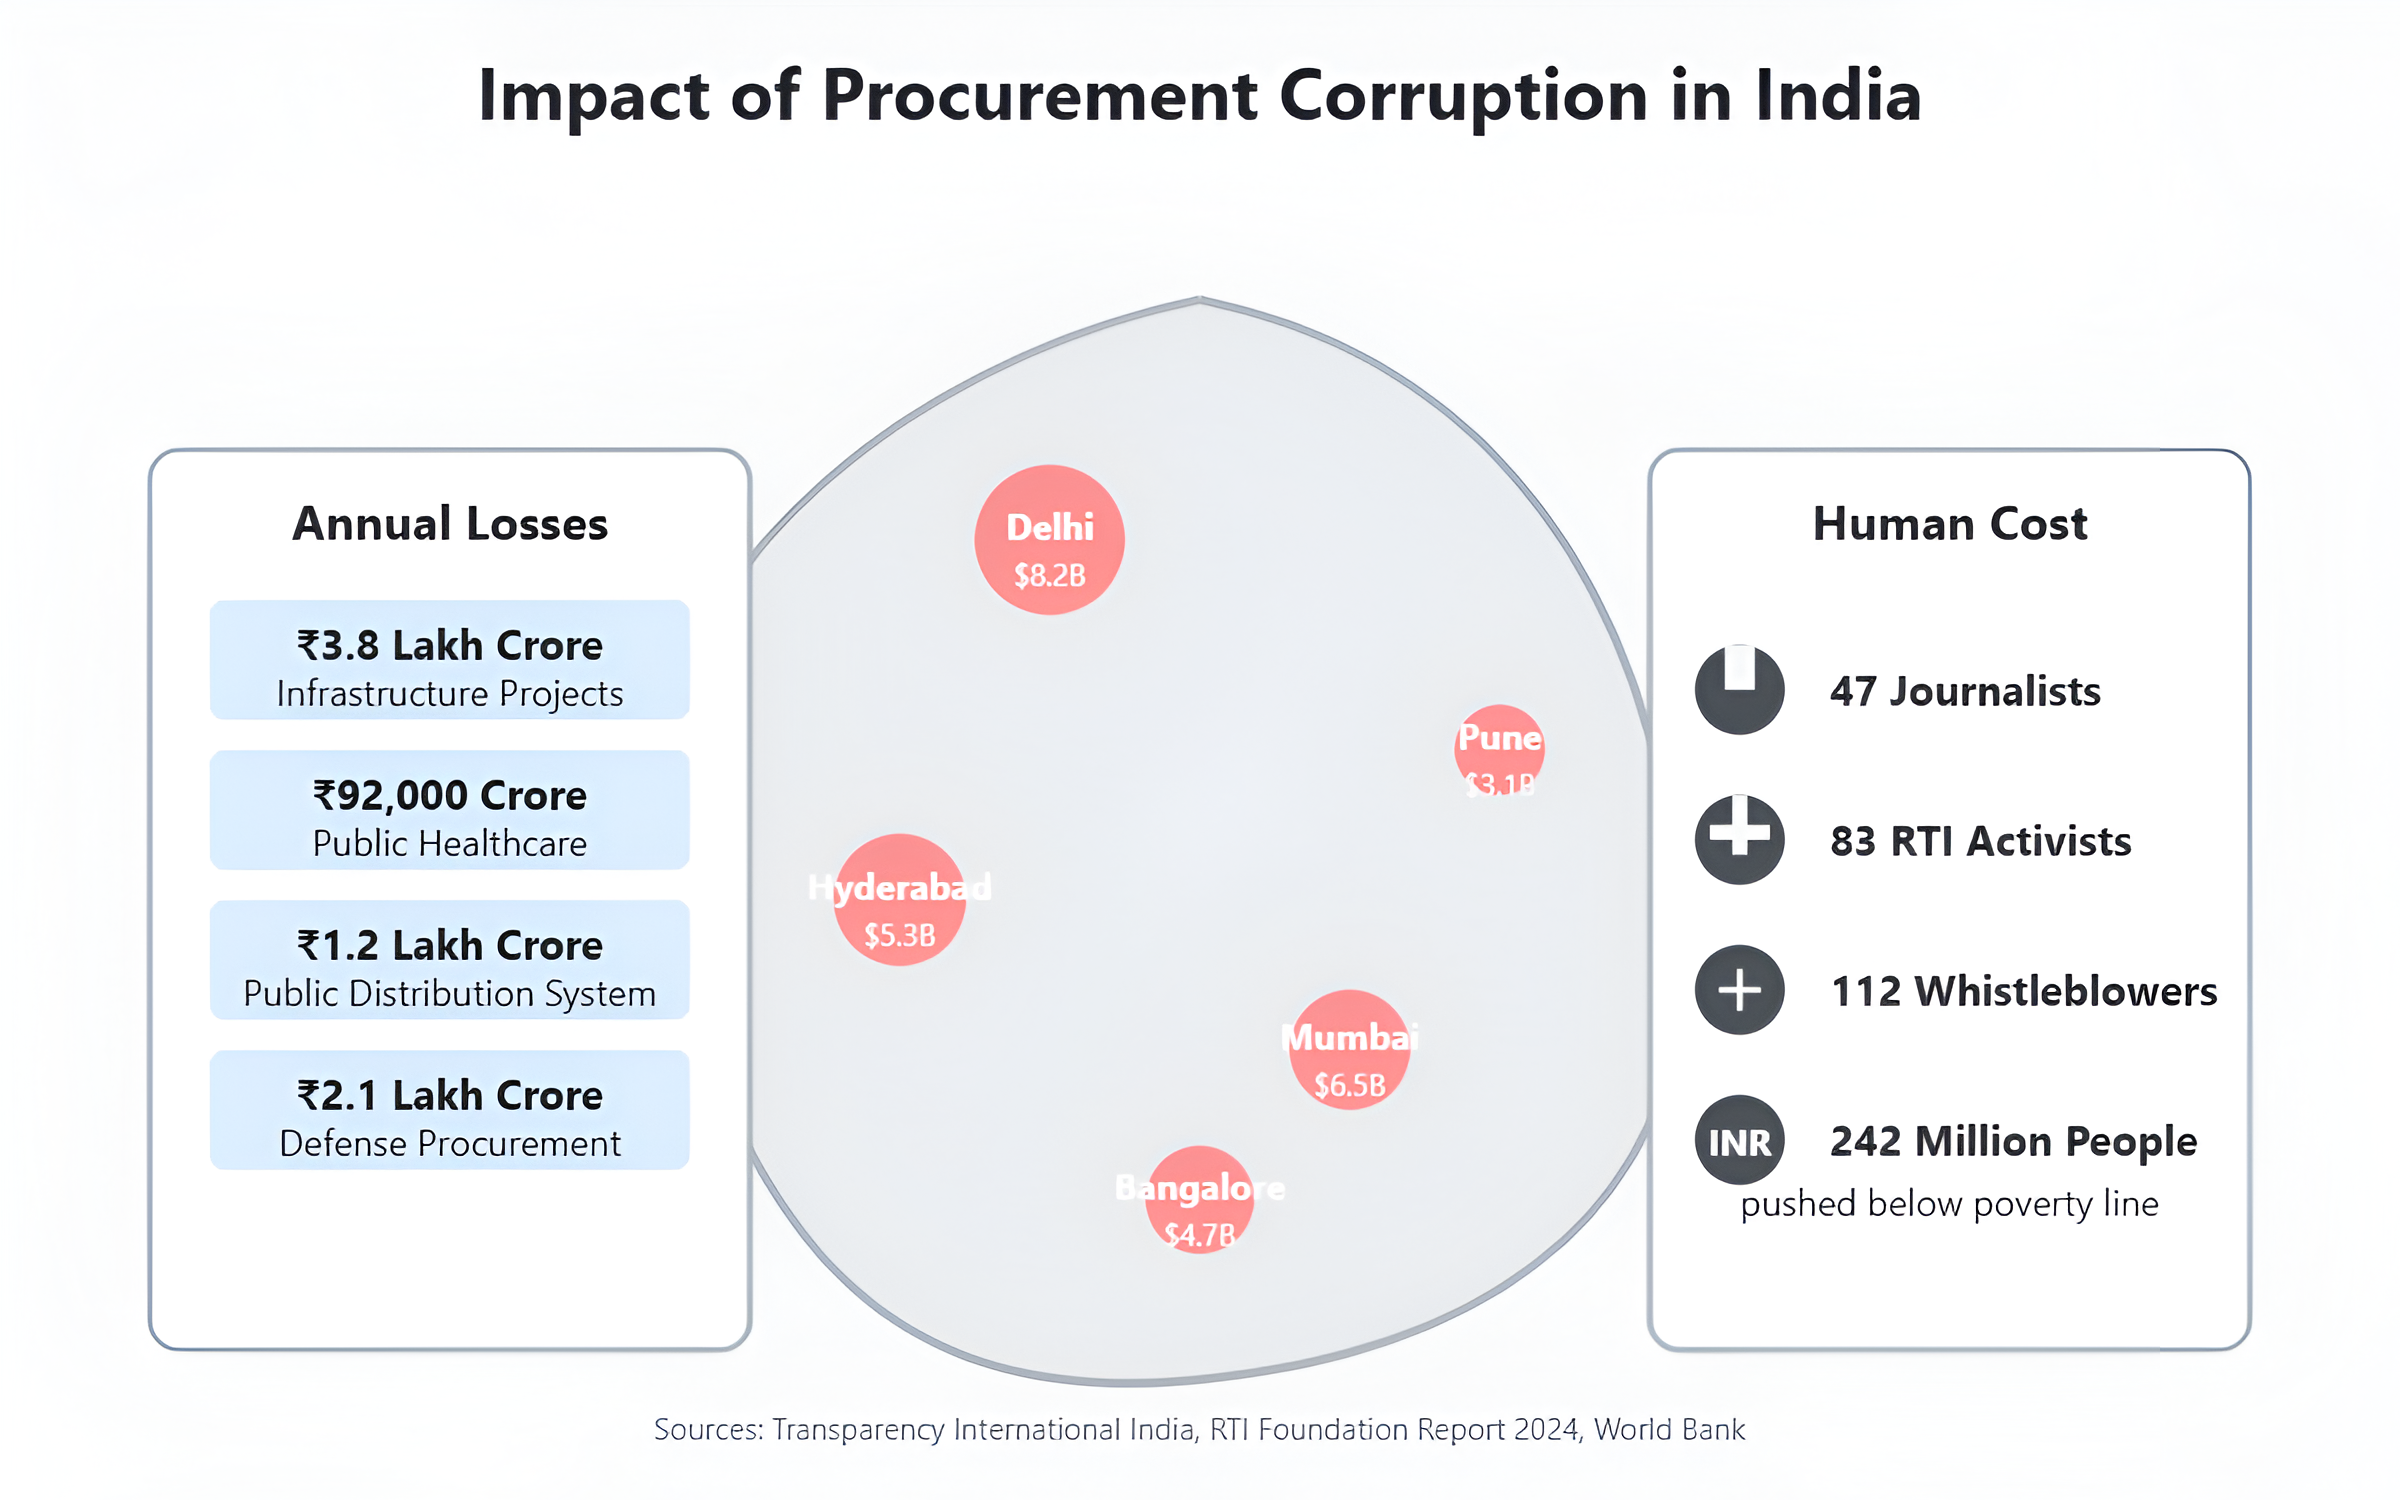 Impact of Procurement Corruption in India
Annual Losses
₹3.8 Lakh Crore
Infrastructure Projects
₹92,000 Crore
Public Healthcare
₹1.2 Lakh Crore
Public Distribution System
₹2.1 Lakh Crore
Defense Procurement
Delhi
$8.2B
Pune
$3.1B
Hyderabad
$5.3B
Mumbai
$6.5B
Bangalore
$4.7B
Human Cost
47 Journalists
83 RTI Activists
112 Whistleblowers
INR 242 Million People
pushed below poverty line
Sources: Transparency International India, RTI Foundation Report 2024, World Bank